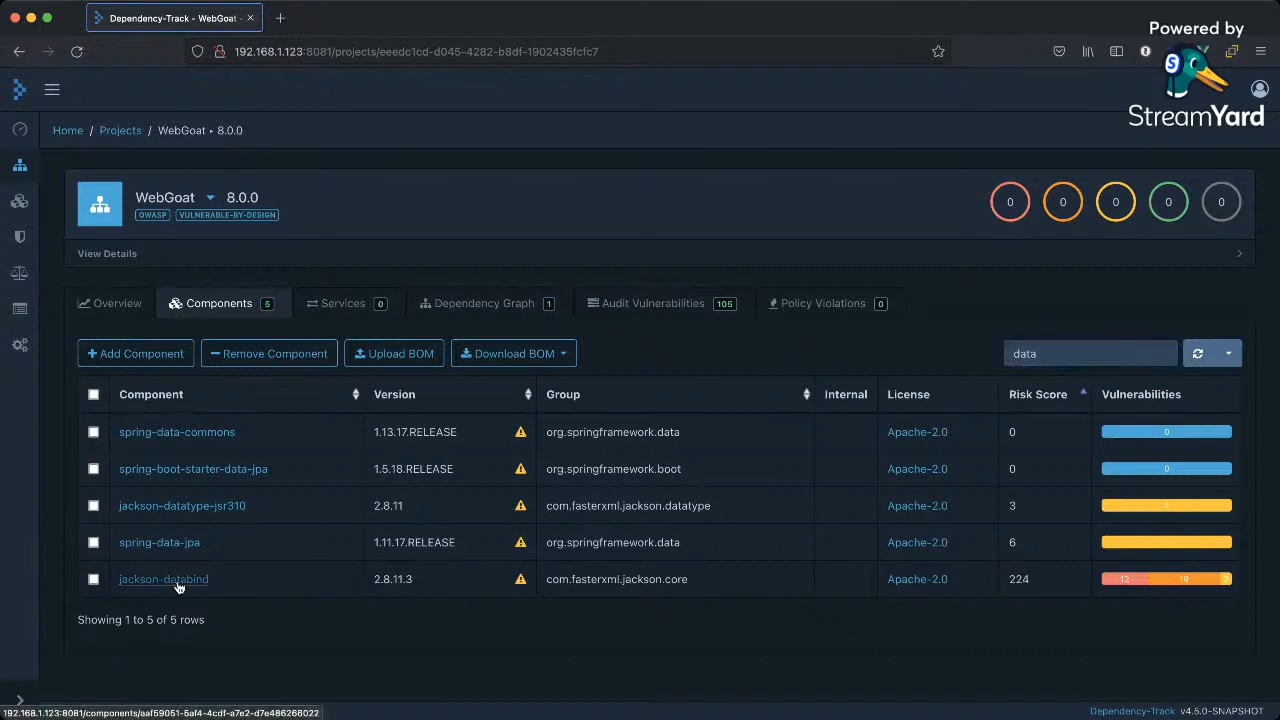 Dependency-Track - WebGoat
Powered by
192.168.1.123:8081/projects/eeedc1cd-d045-4282-b8df-1902435fcfc7
StreamYard
Home / Projects / WebGoat ▸ 8.0.0
WebGoat 8.0.0
OWASP VULNERABLE-BY-DESIGN
0 0 0 0 0
View Details
Overview Components 5 Services 0 Dependency Graph 1 Audit Vulnerabilities 105 Policy Violations 0
Add Component Remove Component Upload BOM Download BOM data
Component Version Group Internal License Risk Score Vulnerabilities
spring-data-commons 1.13.17.RELEASE org.springframework.data Apache-2.0 0 0
spring-boot-starter-data-jpa 1.5.18.RELEASE org.springframework.boot Apache-2.0 0 0
jackson-datatype-jsr310 2.8.11 com.fasterxml.jackson.datatype Apache-2.0 3 1
spring-data-jpa 1.11.17.RELEASE org.springframework.data Apache-2.0 6
jackson-databind 2.8.11.3 com.fasterxml.jackson.core Apache-2.0 224 12 19 3
Showing 1 to 5 of 5 rows
192.168.1.123:8081/components/aaf59051-5af4-4cdf-a7e2-d7e486266022
Dependency-Track v4.5.0-SNAPSHOT